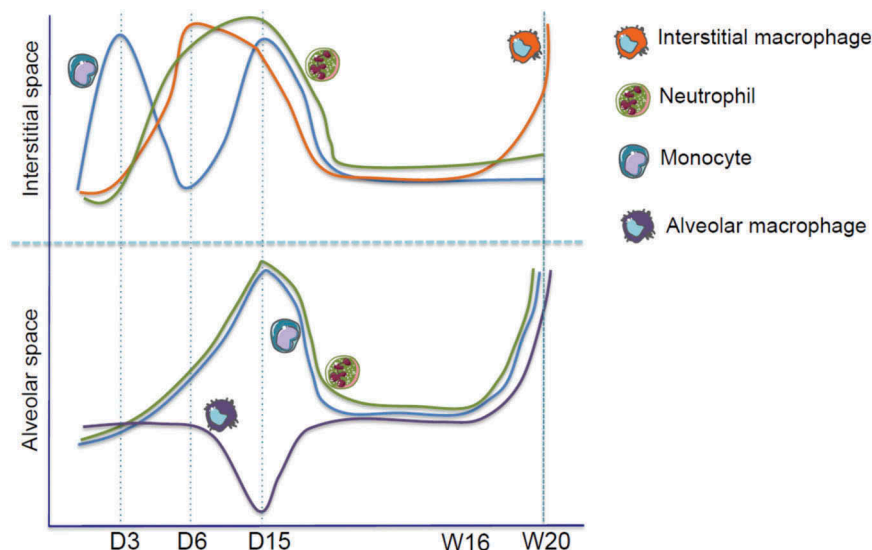 Interstitial space
Interstitial macrophage
Neutrophil
Monocyte
Alveolar macrophage
Alveolar space
D3 D6 D15 W16 W20